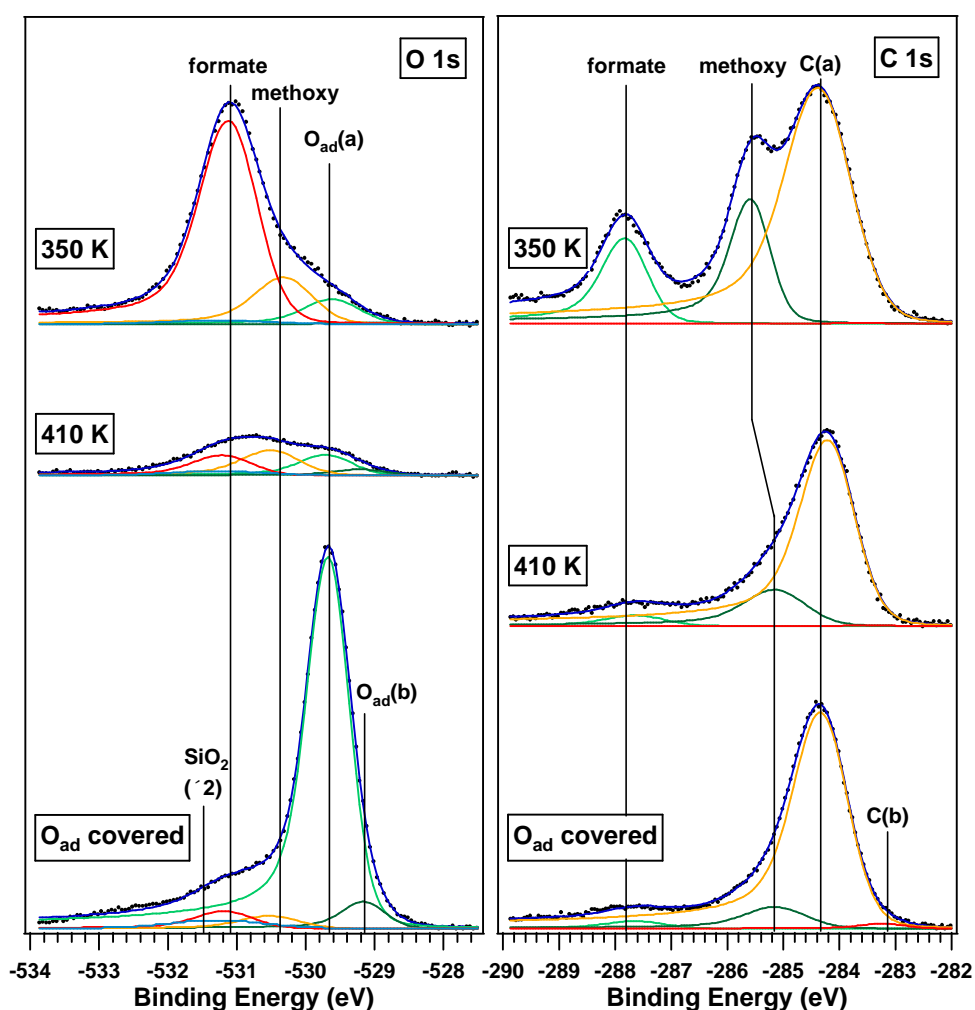 O 1s
formate
methoxy
O_ad(a)
350 K
410 K
O_ad(b)
SiO₂
(´2)
O_ad covered
-534 -533 -532 -531 -530 -529 -528
Binding Energy (eV)
C 1s
formate methoxy C(a)
350 K
410 K
C(b)
O_ad covered
-290 -289 -288 -287 -286 -285 -284 -283 -282
Binding Energy (eV)